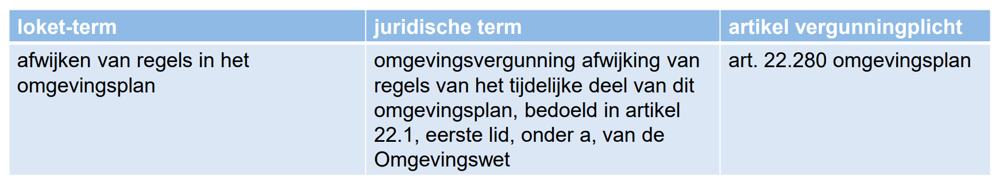 loket-term
juridische term
artikel vergunningplicht
afwijken van regels in het
omgevingsplan
omgevingsvergunning afwijking van
regels van het tijdelijke deel van dit
omgevingsplan, bedoeld in artikel
22.1, eerste lid, onder a, van de
Omgevingswet
art. 22.280 omgevingsplan